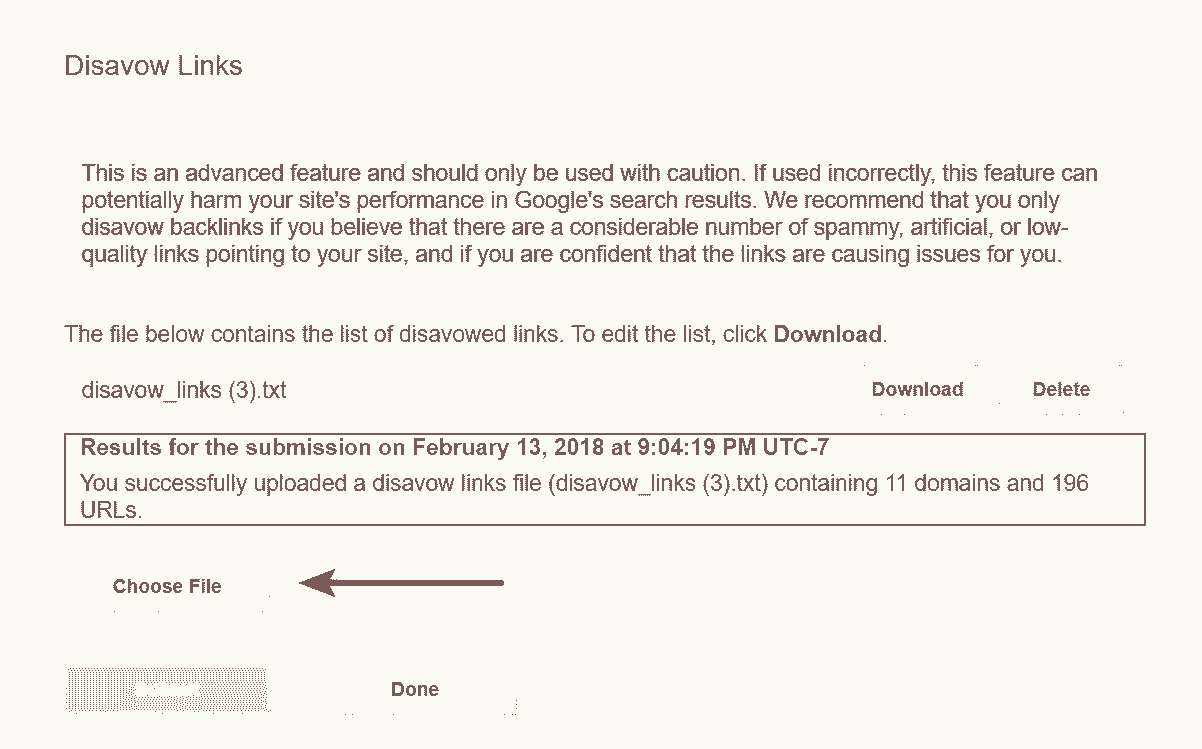 Disavow Links
This is an advanced feature and should only be used with caution. If used incorrectly, this feature can
potentially harm your site's performance in Google's search results. We recommend that you only
disavow backlinks if you believe that there are a considerable number of spammy, artificial, or low-
quality links pointing to your site, and if you are confident that the links are causing issues for you.
The file below contains the list of disavowed links. To edit the list, click Download.
disavow_links (3).txt Download Delete
Results for the submission on February 13, 2018 at 9:04:19 PM UTC-7
You successfully uploaded a disavow links file (disavow_links (3).txt) containing 11 domains and 196
URLs.
Choose File
Done